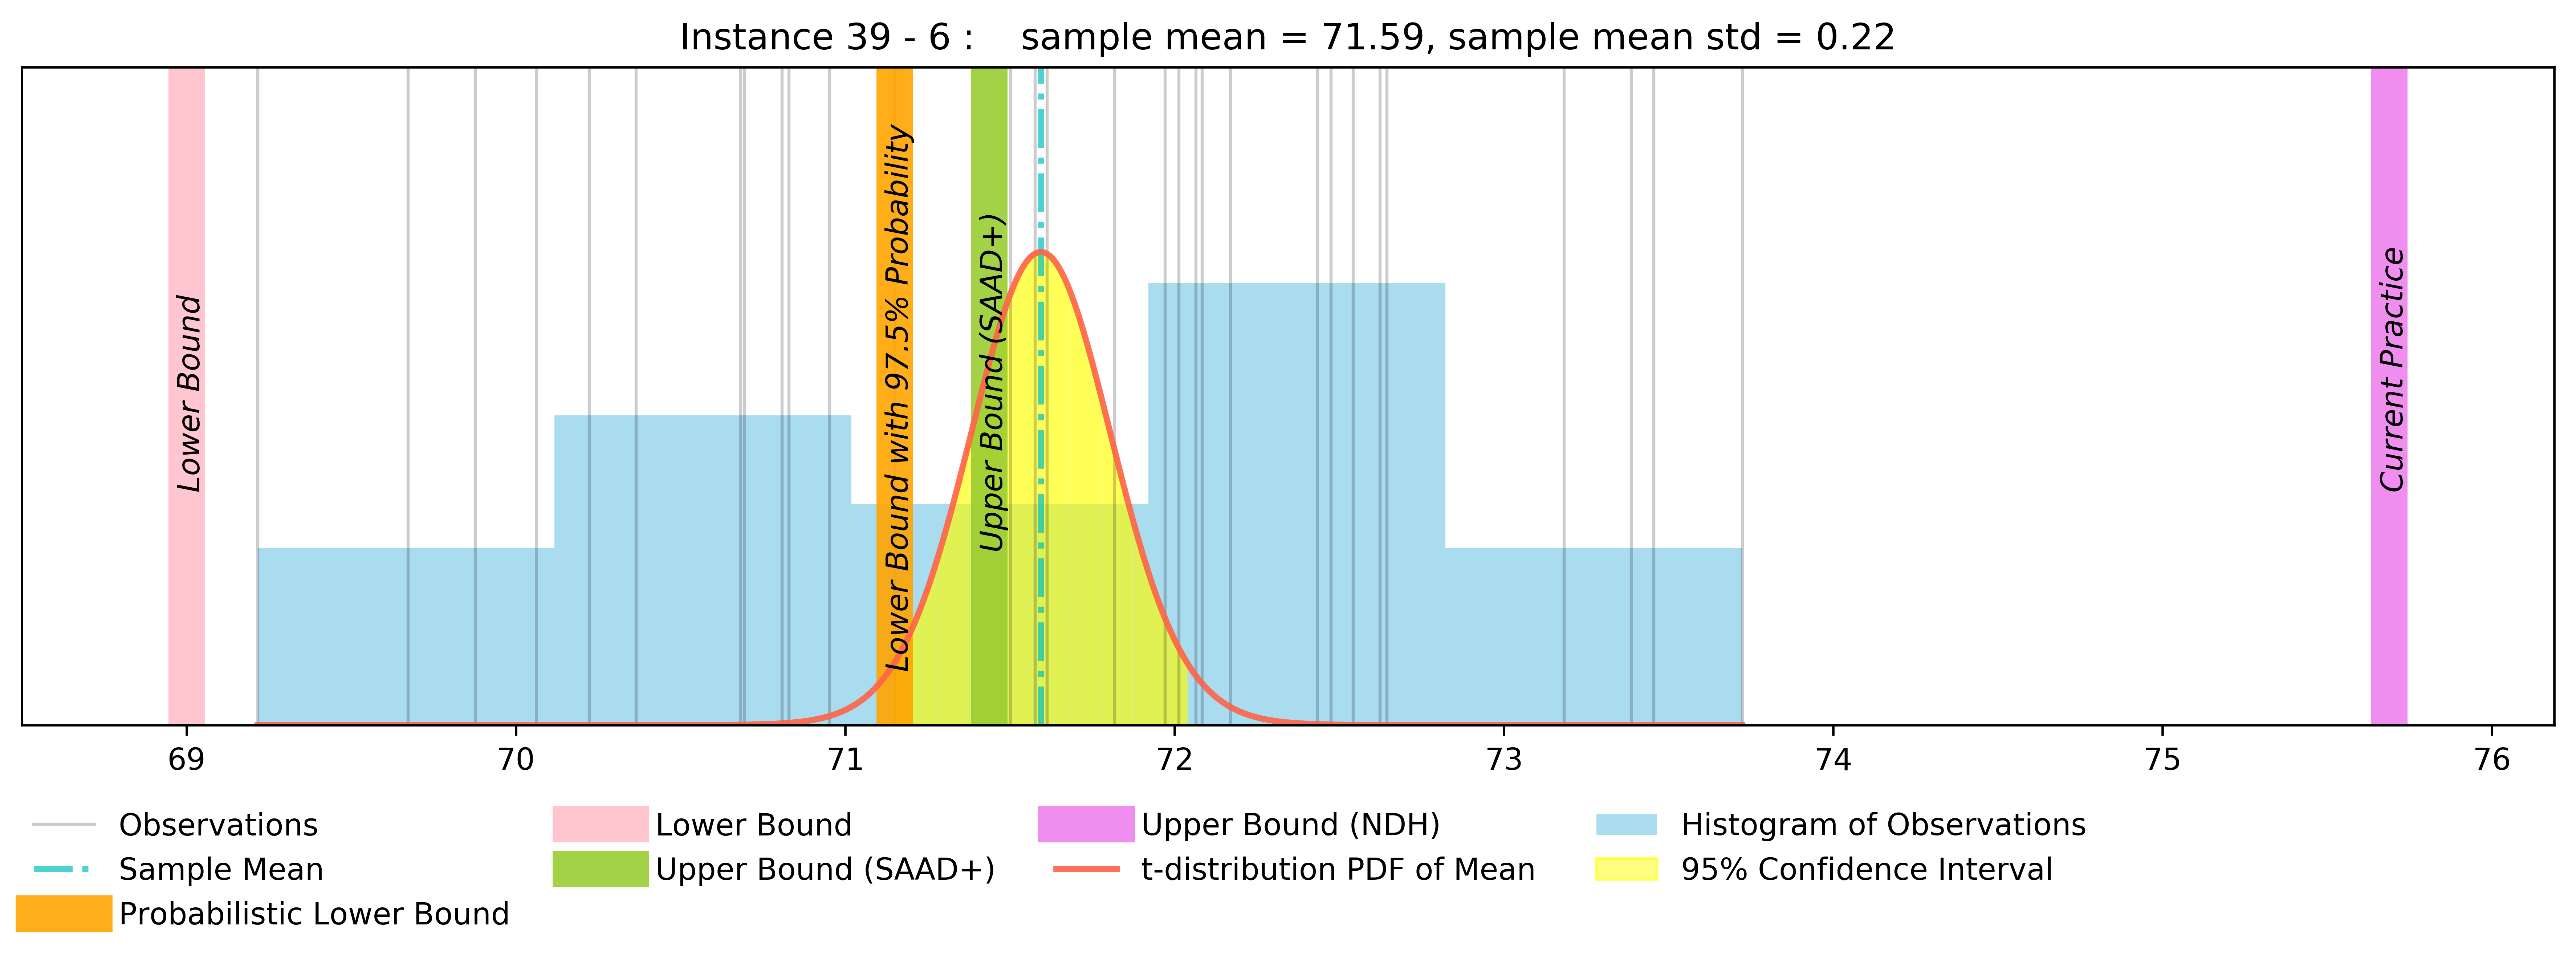 Instance 39 - 6 :    sample mean = 71.59, sample mean std = 0.22
Lower Bound
Lower Bound with 97.5% Probability
Upper Bound (SAAD+)
Current Practice
69 70 71 72 73 74 75 76
Observations
Sample Mean
Probabilistic Lower Bound
Lower Bound
Upper Bound (SAAD+)
Upper Bound (NDH)
t-distribution PDF of Mean
Histogram of Observations
95% Confidence Interval